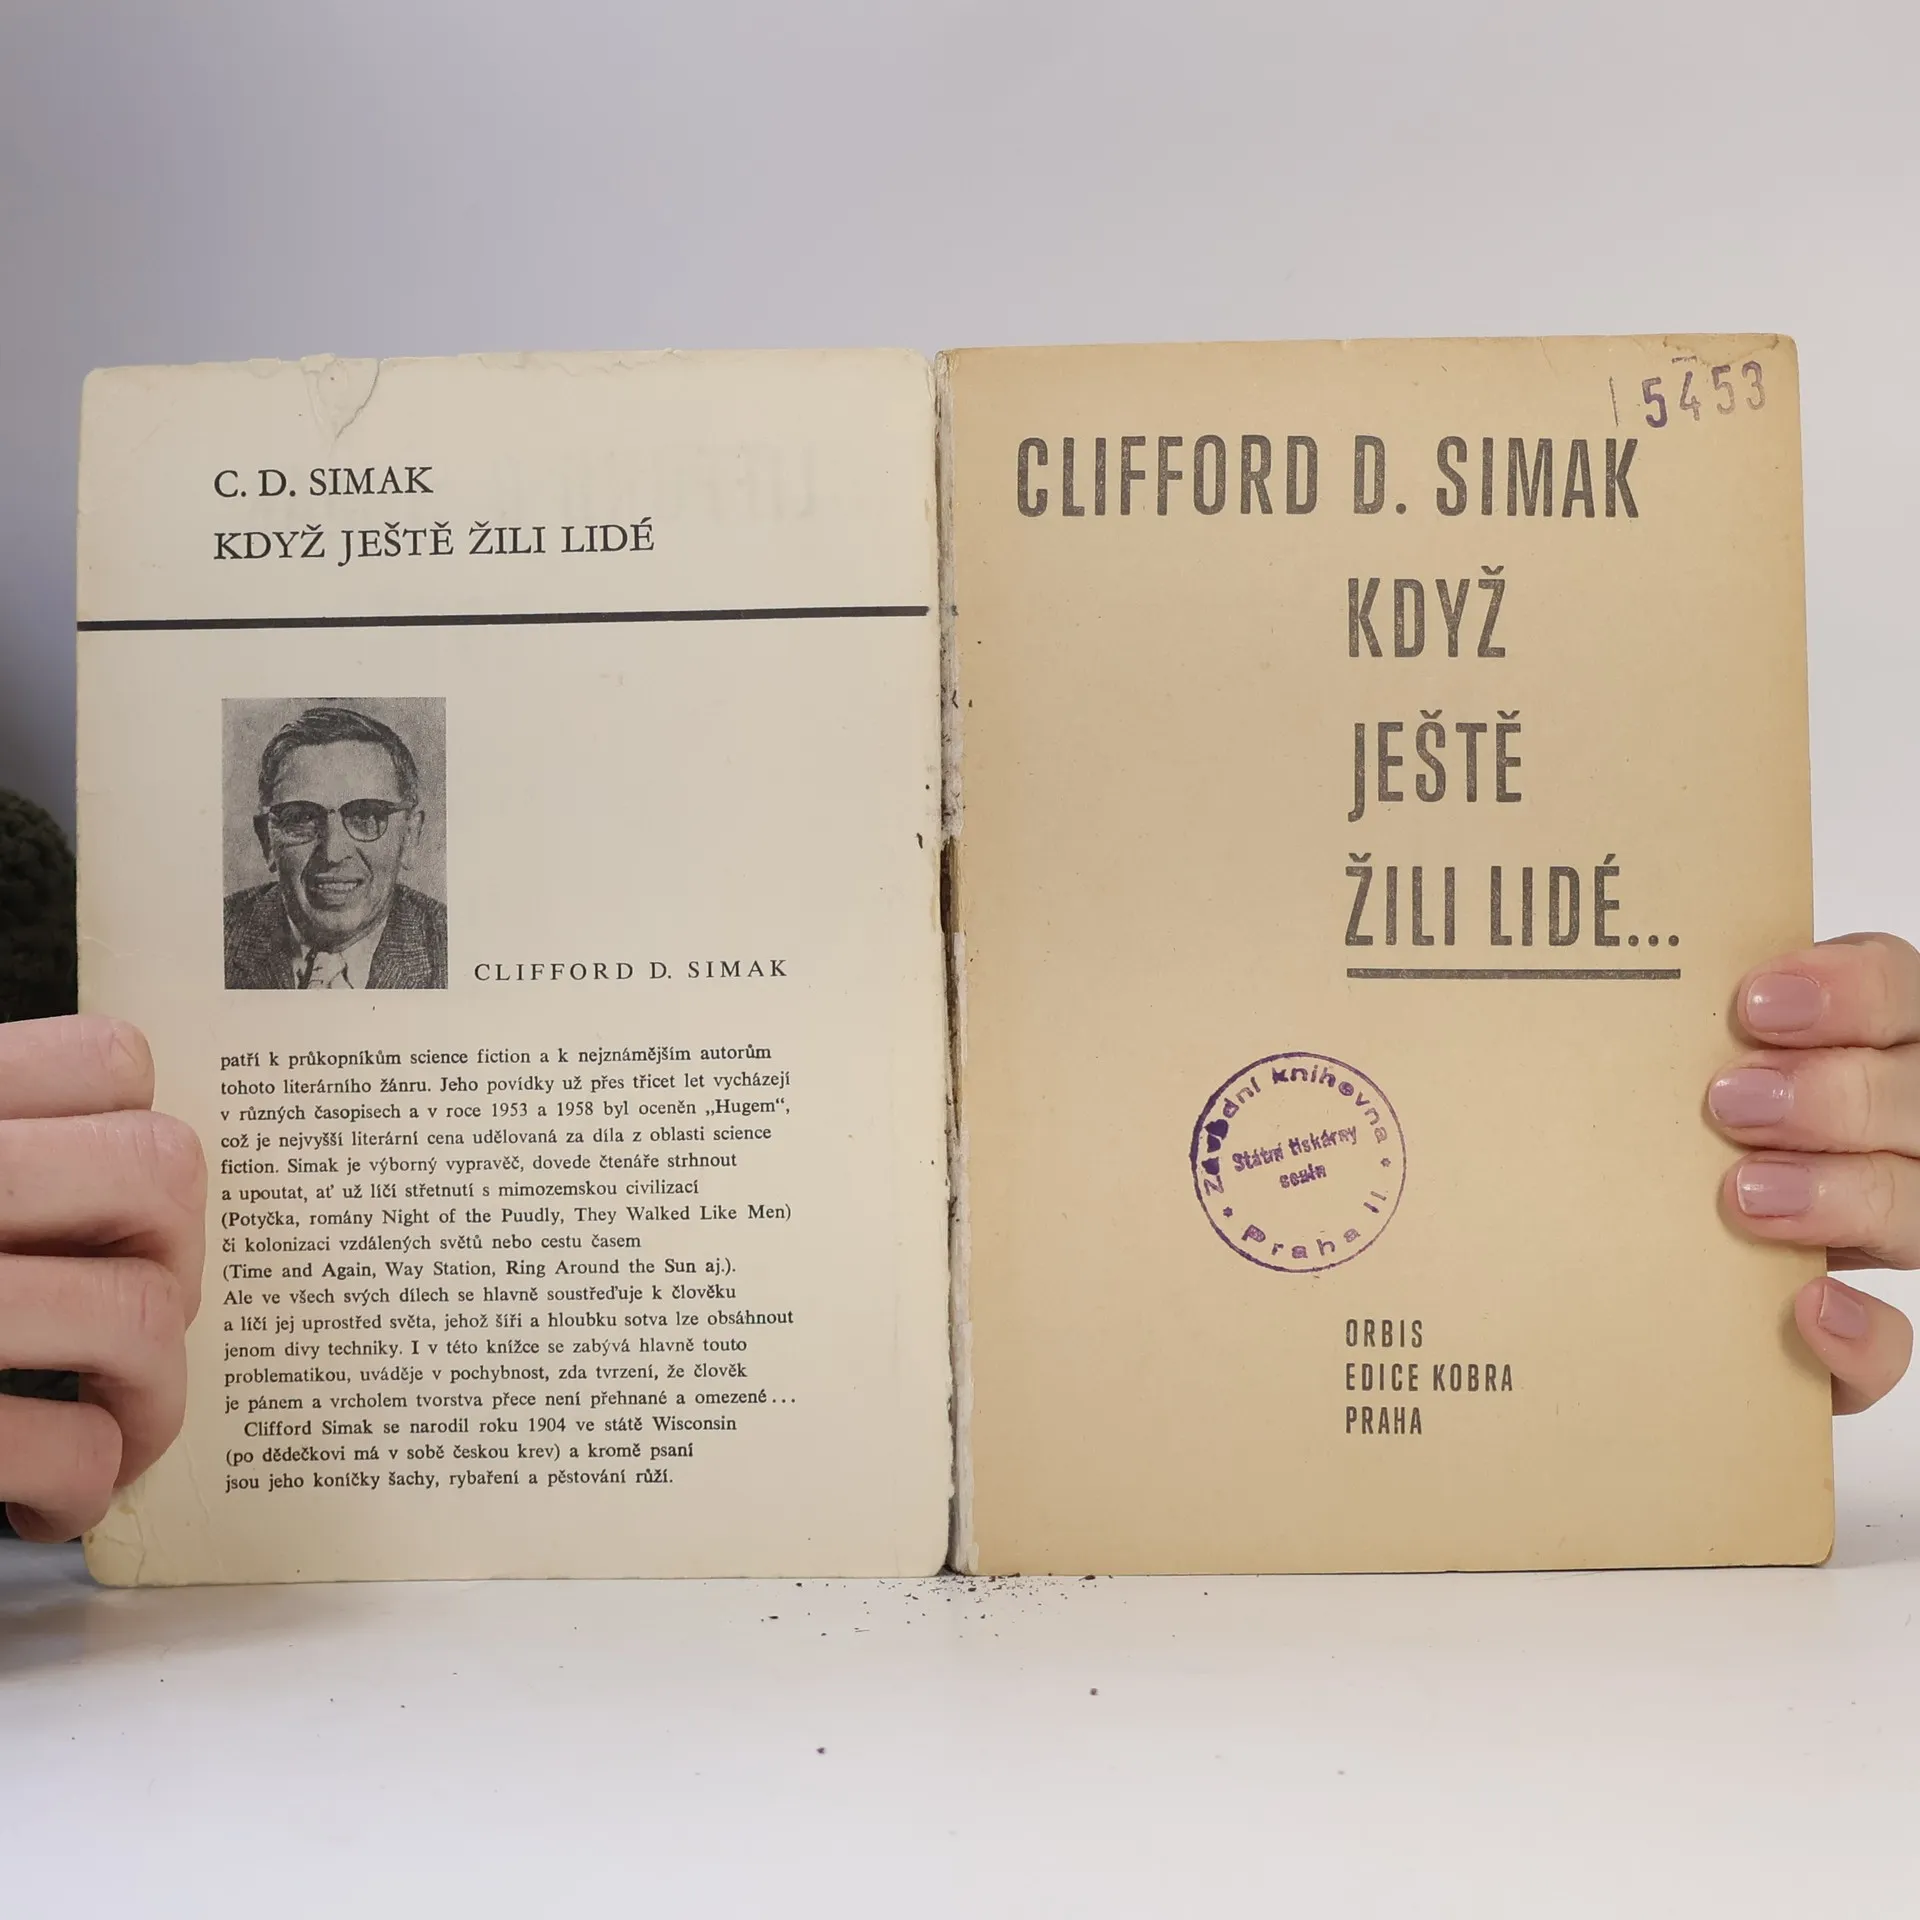 C. D. SIMAK
KDYŽ JEŠTĚ ŽILI LIDÉ
CLIFFORD D. SIMAK
patří k průkopníkům science fiction a k nejznámějším autorům
tohoto literárního žánru. Jeho povídky už přes třicet let vycházejí
v různých časopisech a v roce 1953 a 1958 byl oceněn „Hugem“,
což je nejvyšší literární cena udělovaná za díla z oblasti science
fiction. Simak je výborný vypravěč, dovede čtenáře strhnout
a upoutat, ať už líčí střetnutí s mimozemskou civilizací
(Potyčka, romány Night of the Puudly, They Walked Like Men)
či kolonizaci vzdálených světů nebo cestu časem
(Time and Again, Way Station, Ring Around the Sun aj.).
Ale ve všech svých dílech se hlavně soustřeďuje k člověku
a líčí jej uprostřed světa, jehož šíři a hloubku sotva lze obsáhnout
jenom divy techniky. I v této knížce se zabývá hlavně touto
problematikou, uváděje v pochybnost, zda tvrzení, že člověk
je pánem a vrcholem tvorstva přece není přehnané a omezené...
Clifford Simak se narodil roku 1904 ve státě Wisconsin
(po dědečkovi má v sobě českou krev) a kromě psaní
jsou jeho koníčky šachy, rybaření a pěstování růží.
5453
CLIFFORD D. SIMAK
KDYŽ
JEŠTĚ
ŽILI LIDÉ...
Závodní knihovna
Státní tiskárny
Praha II
ORBIS
EDICE KOBRA
PRAHA